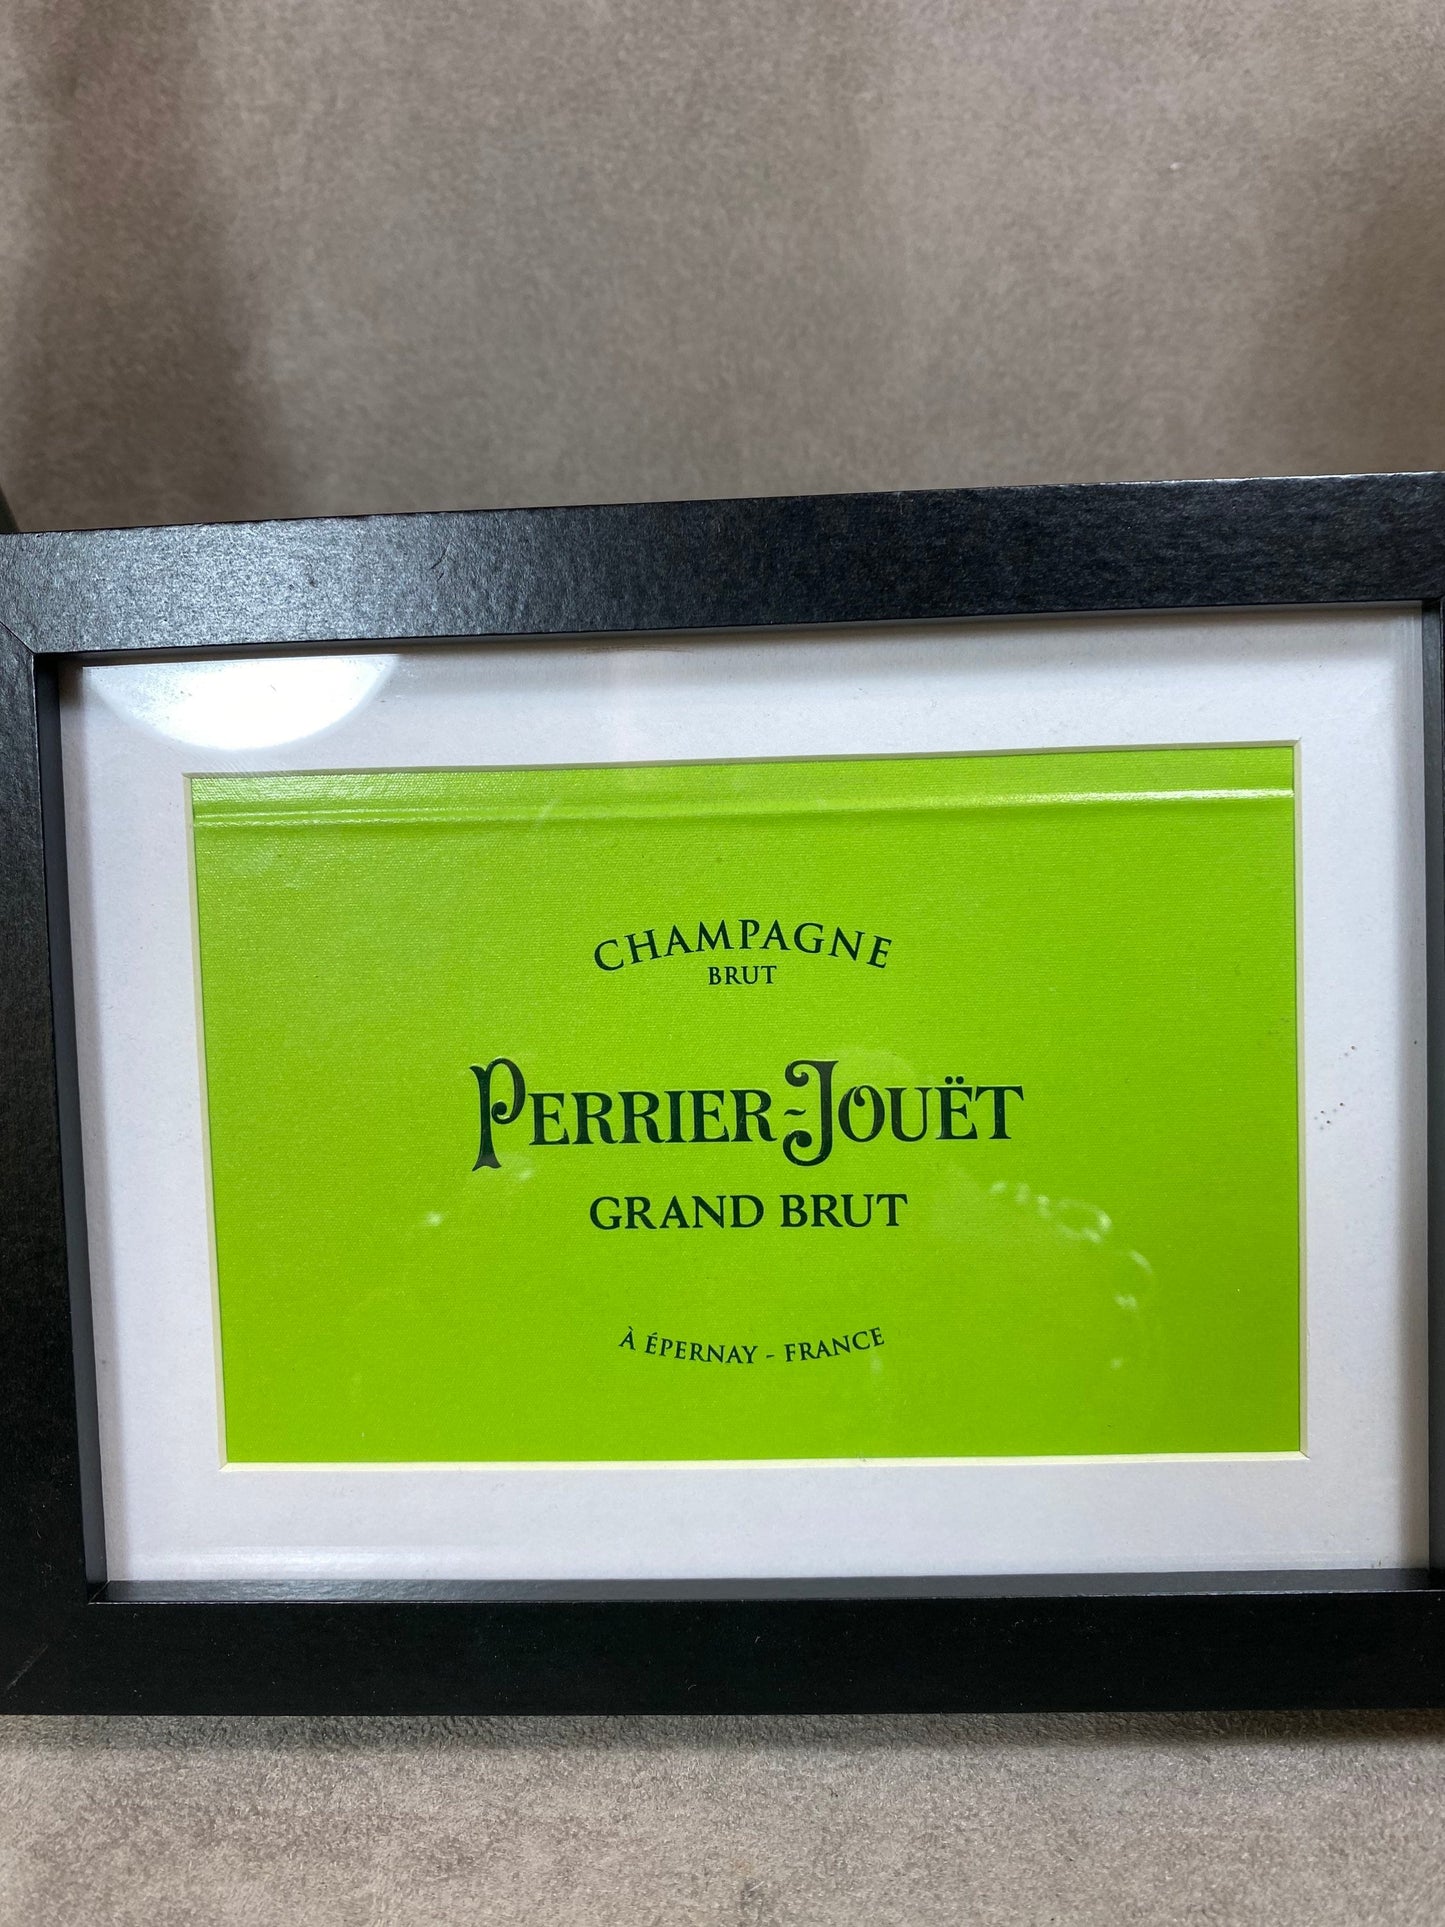 CHAMPAGNE
BRUT
PERRIER-JOUËT
GRAND BRUT
À ÉPERNAY - FRANCE